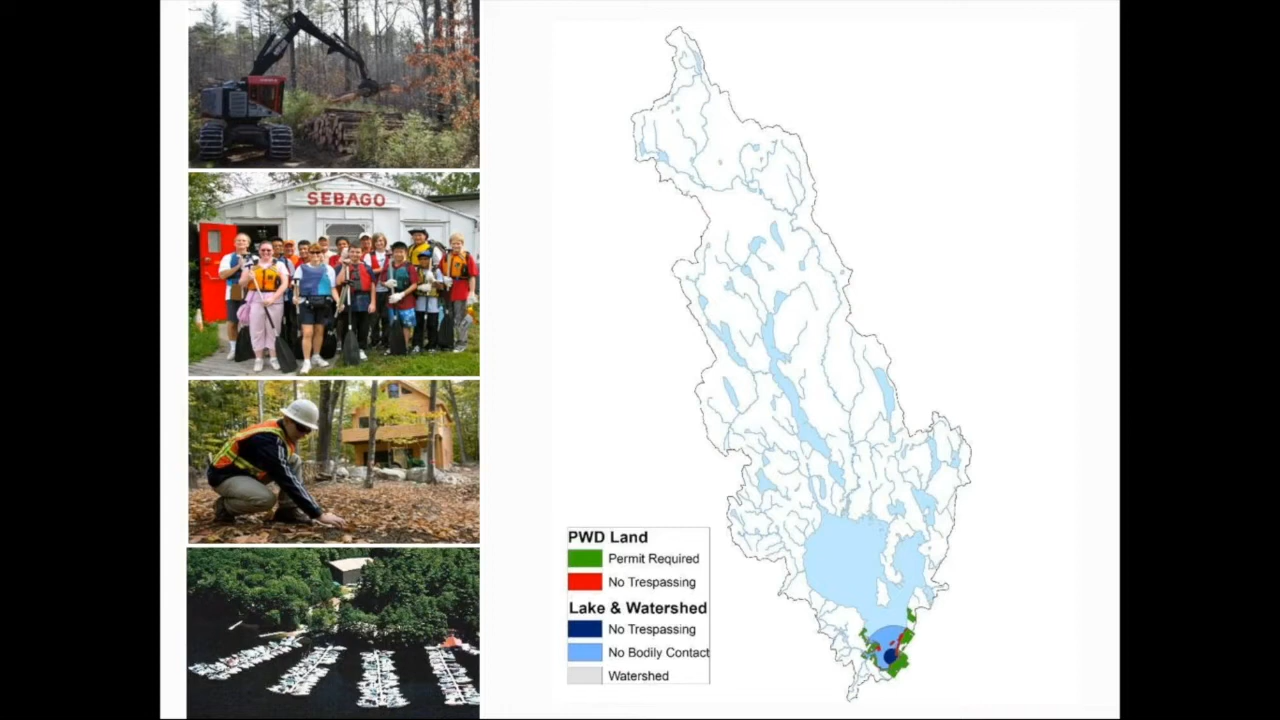 SEBAGO
PWD Land
Permit Required
No Trespassing
Lake & Watershed
No Trespassing
No Bodily Contact
Watershed